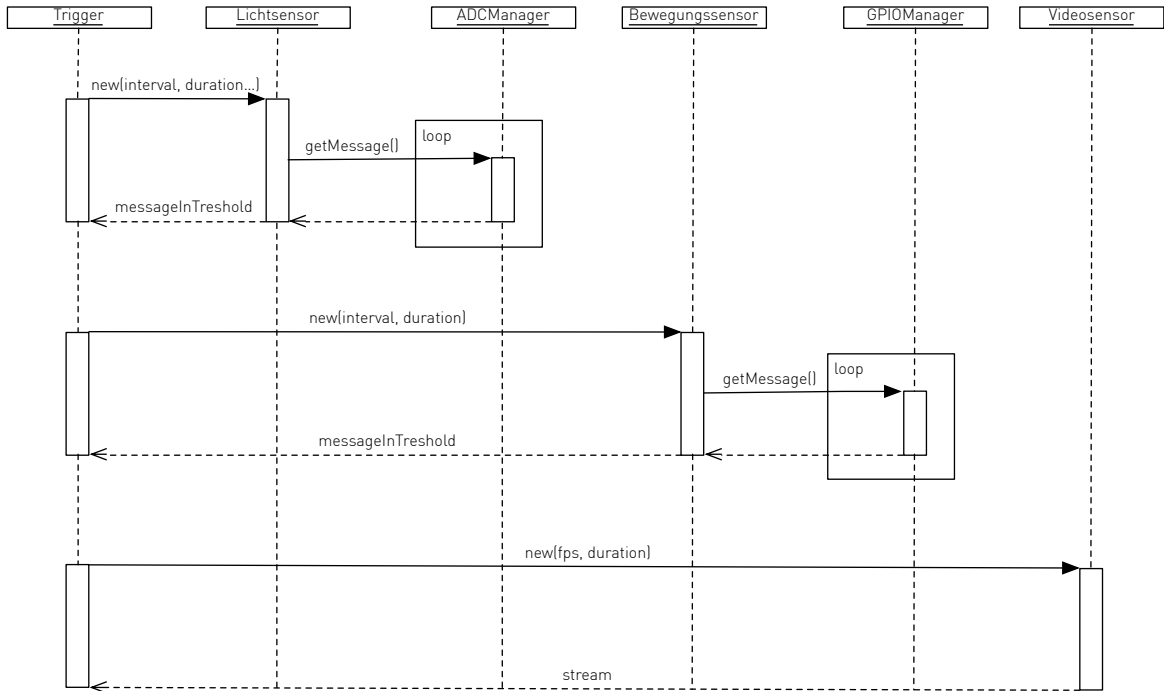 Trigger
Lichtsensor
ADCManager
Bewegungssensor
GPIOManager
Videosensor
new(interval, duration...)
loop
getMessage()
messageInTreshold
new(interval, duration)
loop
getMessage()
messageInTreshold
new(fps, duration)
stream